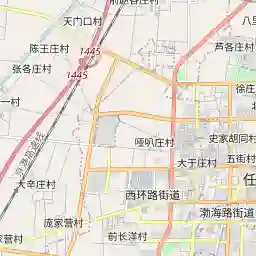 前赵各庄村
天门口村
八里
陈王庄村
1445
芦各庄村
张各庄村
1445
徐庄
一村
哑叭庄村
史家胡同村
五街村
大于庄村
大辛庄村
任
西环路街道
渤海路街道
庞家营村
家营村
前长洋村